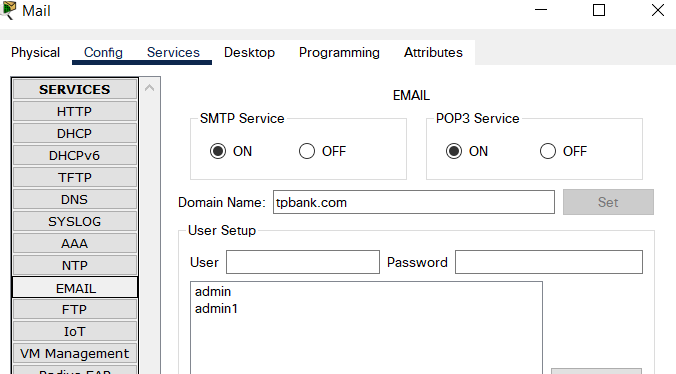 Mail
Physical Config Services Desktop Programming Attributes
SERVICES
HTTP
DHCP
DHCPv6
TFTP
DNS
SYSLOG
AAA
NTP
EMAIL
FTP
IoT
VM Management
Radius EAP
EMAIL
SMTP Service
ON OFF
POP3 Service
ON OFF
Domain Name: tpbank.com Set
User Setup
User Password
admin
admin1